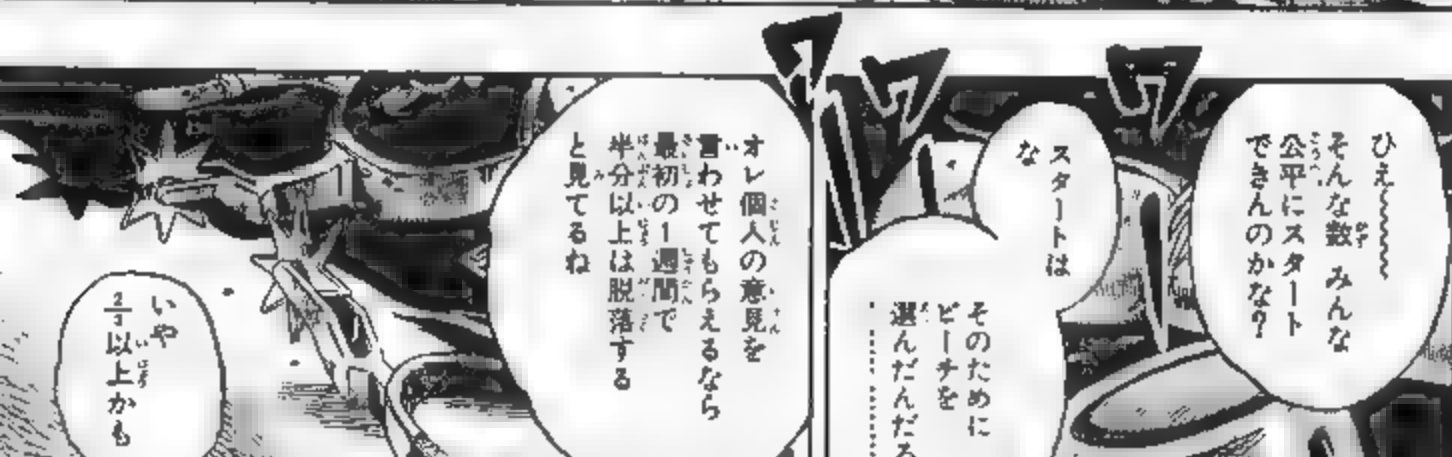 ワ
ワ
ワ
ひえ~~~~
そんな数 みんな
公平にスタート
できんのかな?
スタートは
な
そのために
ビーチを
選んだんだろ
オレ個人の意見を
言わせてもらえるなら
最初の1週間で
半分以上は脱落する
と見てるね
いや
2/3以上かも